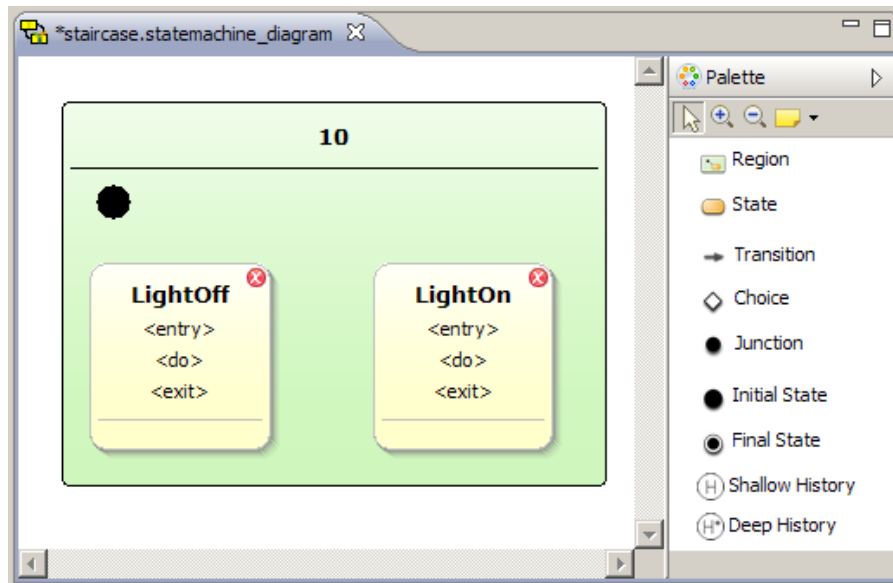 *staircase.statemachine_diagram
Palette
10
LightOff
<entry>
<do>
<exit>
LightOn
<entry>
<do>
<exit>
Region
State
Transition
Choice
Junction
Initial State
Final State
H Shallow History
H* Deep History